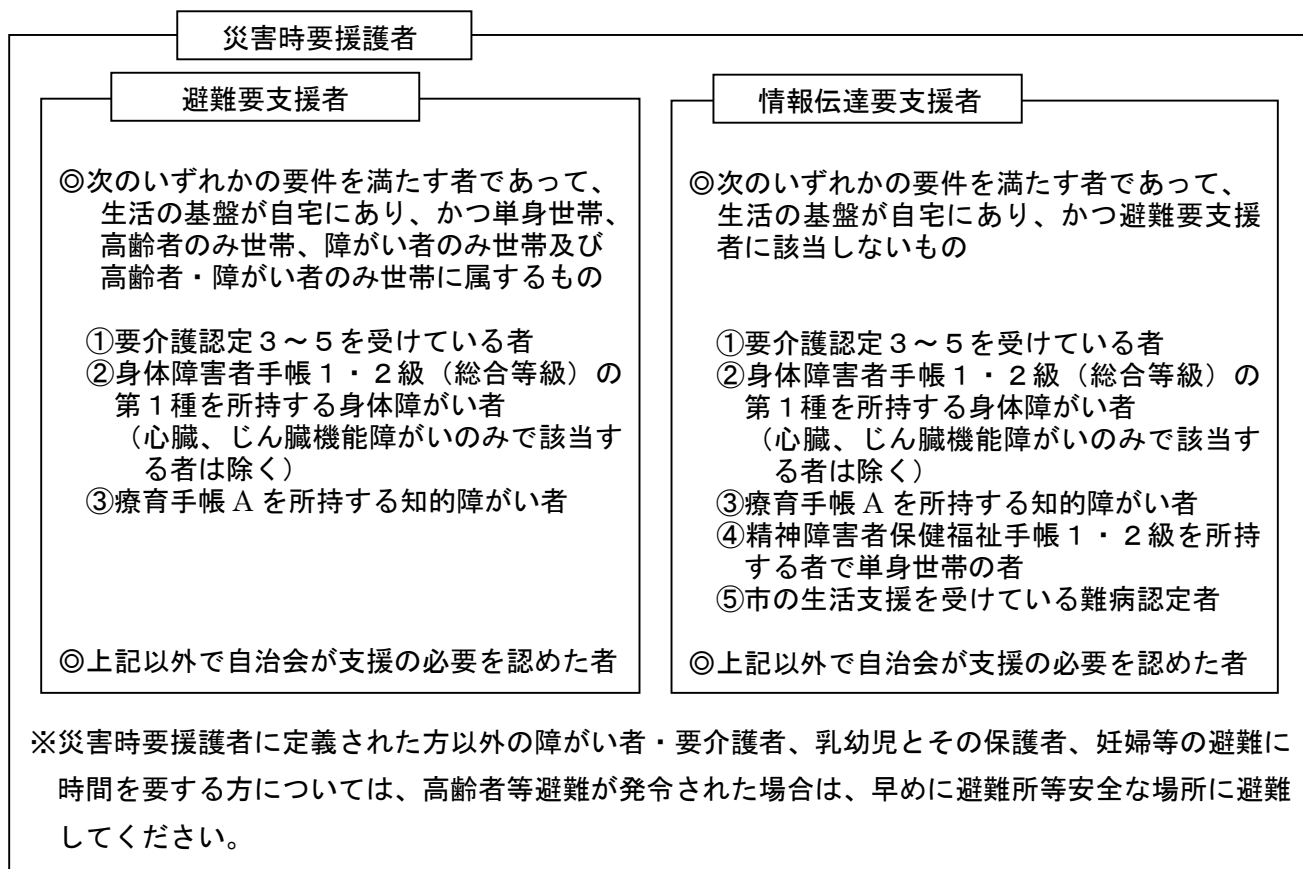 災害時要援護者
避難要支援者
◎次のいずれかの要件を満たす者であって、
生活の基盤が自宅にあり、かつ単身世帯、
高齢者のみ世帯、障がい者のみ世帯及び
高齢者・障がい者のみ世帯に属するもの
①要介護認定３～５を受けている者
②身体障害者手帳１・２級（総合等級）の
第１種を所持する身体障がい者
（心臓、じん臓機能障がいのみで該当す
る者は除く）
③療育手帳 A を所持する知的障がい者
◎上記以外で自治会が支援の必要を認めた者
情報伝達要支援者
◎次のいずれかの要件を満たす者であって、
生活の基盤が自宅にあり、かつ避難要支援
者に該当しないもの
①要介護認定３～５を受けている者
②身体障害者手帳１・２級（総合等級）の
第１種を所持する身体障がい者
（心臓、じん臓機能障がいのみで該当す
る者は除く）
③療育手帳 A を所持する知的障がい者
④精神障害者保健福祉手帳１・２級を所持
する者で単身世帯の者
⑤市の生活支援を受けている難病認定者
◎上記以外で自治会が支援の必要を認めた者
※災害時要援護者に定義された方以外の障がい者・要介護者、乳幼児とその保護者、妊婦等の避難に
時間を要する方については、高齢者等避難が発令された場合は、早めに避難所等安全な場所に避難
してください。